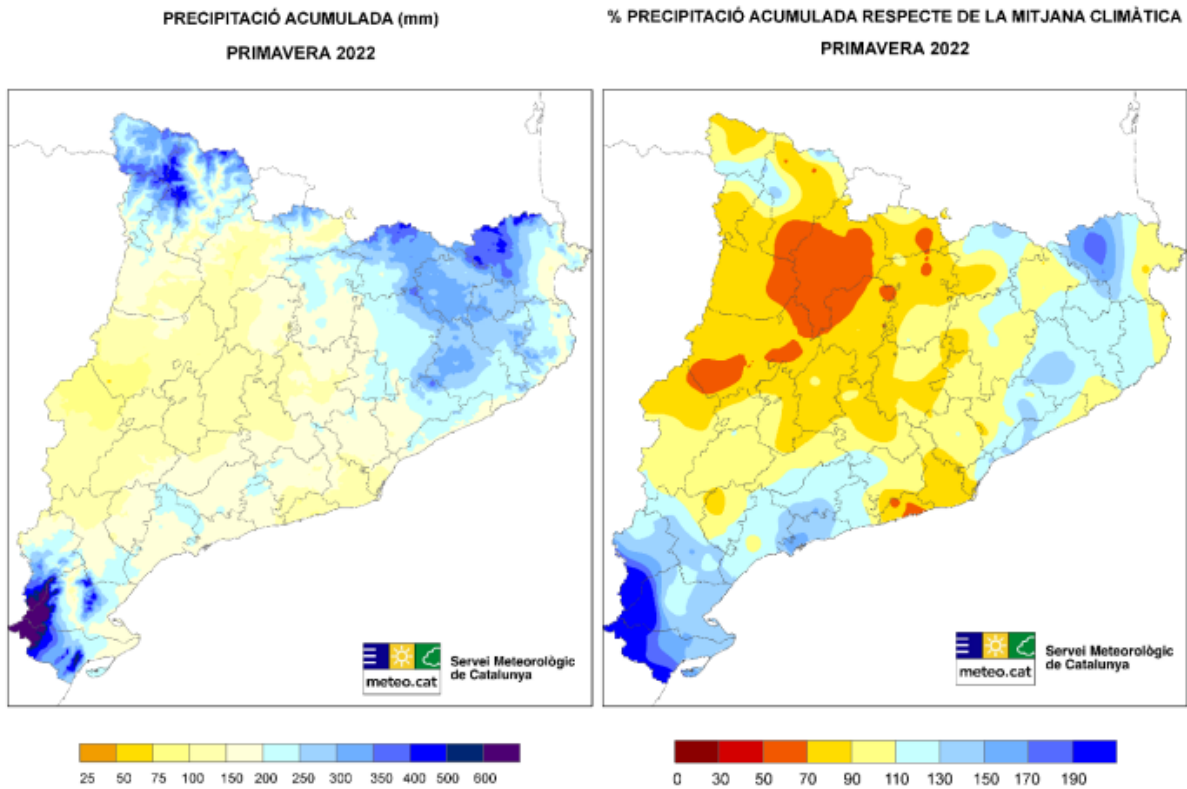 PRECIPITACIÓ ACUMULADA (mm)
PRIMAVERA 2022
meteo.cat
Servei Meteorològic
de Catalunya
25 50 75 100 150 200 250 300 350 400 500 600
% PRECIPITACIÓ ACUMULADA RESPECTE DE LA MITJANA CLIMÀTICA
PRIMAVERA 2022
meteo.cat
Servei Meteorològic
de Catalunya
0 30 50 70 90 110 130 150 170 190